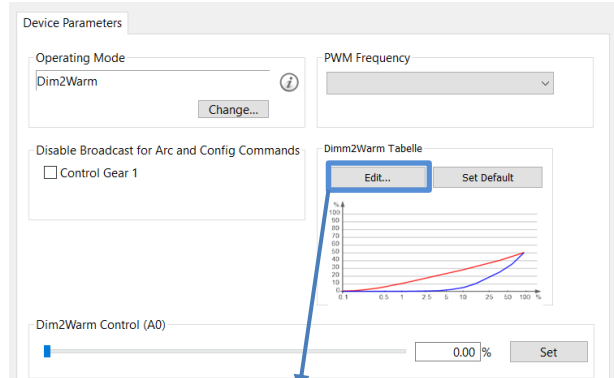 Device Parameters
Operating Mode
Dim2Warm
i
Change...
PWM Frequency
Disable Broadcast for Arc and Config Commands
Control Gear 1
Dimm2Warm Tabelle
Edit...
Set Default
%
100
90
80
70
60
50
40
30
20
10
0
0.1 0.5 1 2.5 5 10 25 50 100 %
Dim2Warm Control (A0)
0.00 %
Set